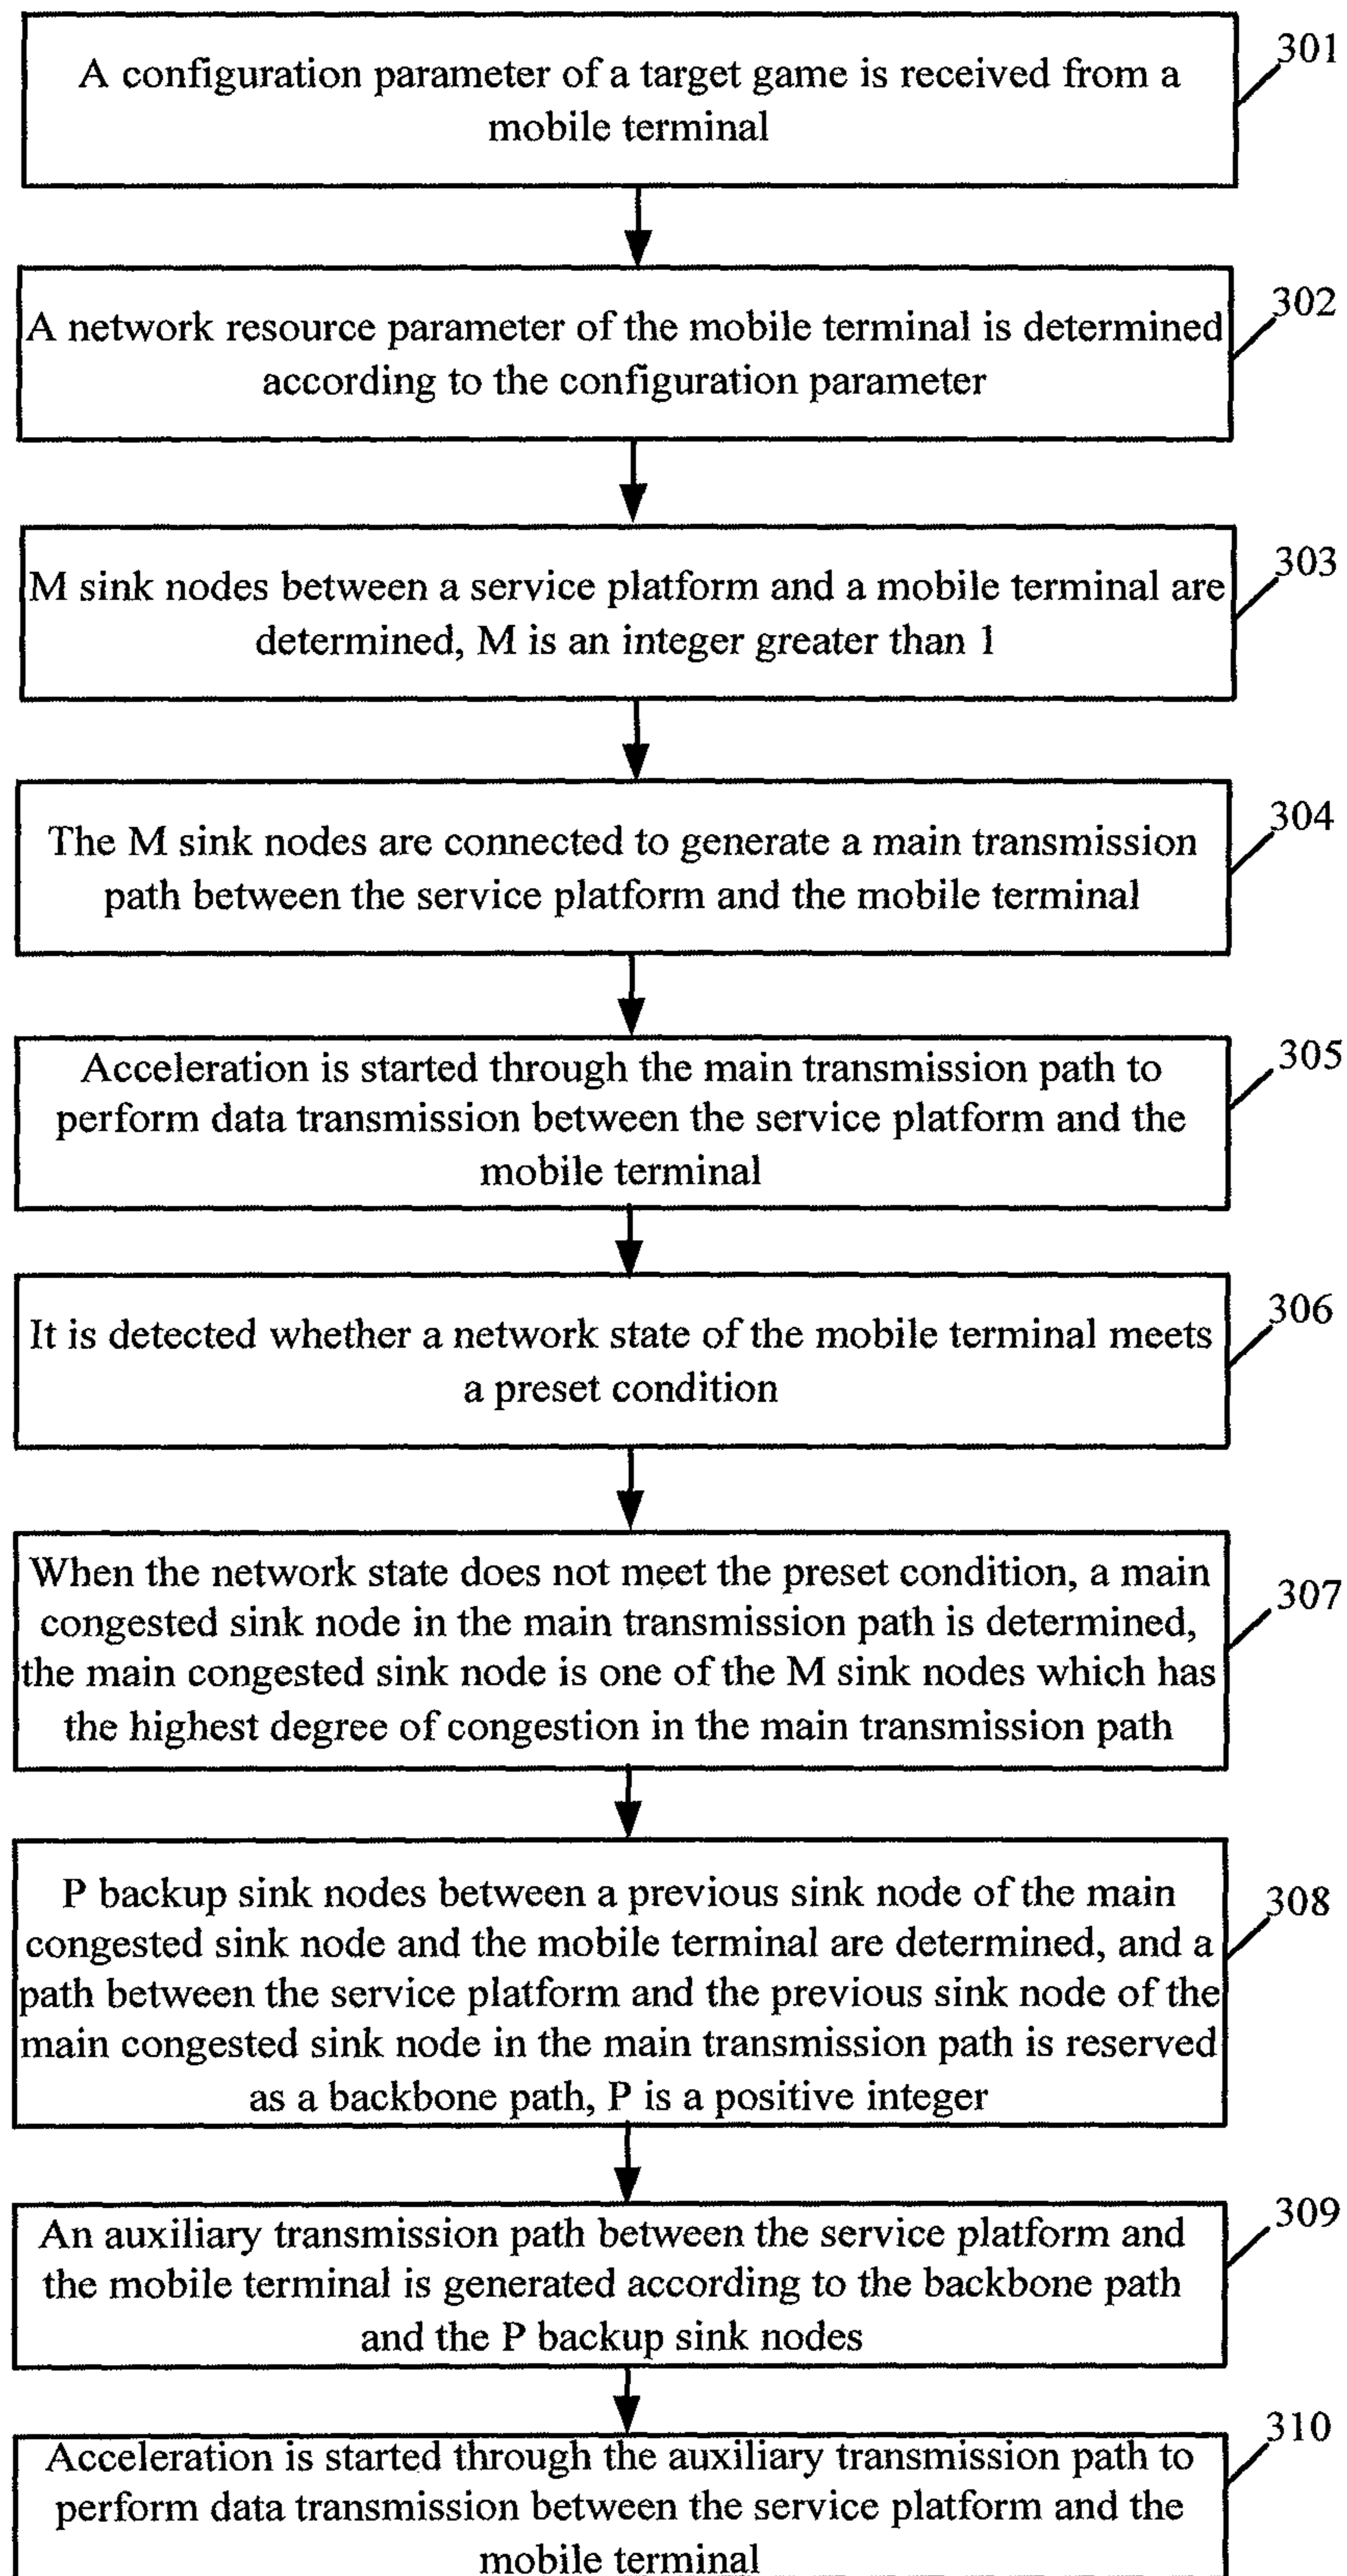 A configuration parameter of a target game is received from a
mobile terminal
301
A network resource parameter of the mobile terminal is determined
according to the configuration parameter
302
M sink nodes between a service platform and a mobile terminal are
determined, M is an integer greater than 1
303
The M sink nodes are connected to generate a main transmission
path between the service platform and the mobile terminal
304
Acceleration is started through the main transmission path to
perform data transmission between the service platform and the
mobile terminal
305
It is detected whether a network state of the mobile terminal meets
a preset condition
306
When the network state does not meet the preset condition, a main
congested sink node in the main transmission path is determined,
the main congested sink node is one of the M sink nodes which has
the highest degree of congestion in the main transmission path
307
P backup sink nodes between a previous sink node of the main
congested sink node and the mobile terminal are determined, and a
path between the service platform and the previous sink node of the
main congested sink node in the main transmission path is reserved
as a backbone path, P is a positive integer
308
An auxiliary transmission path between the service platform and
the mobile terminal is generated according to the backbone path
and the P backup sink nodes
309
Acceleration is started through the auxiliary transmission path to
perform data transmission between the service platform and the
mobile terminal
310